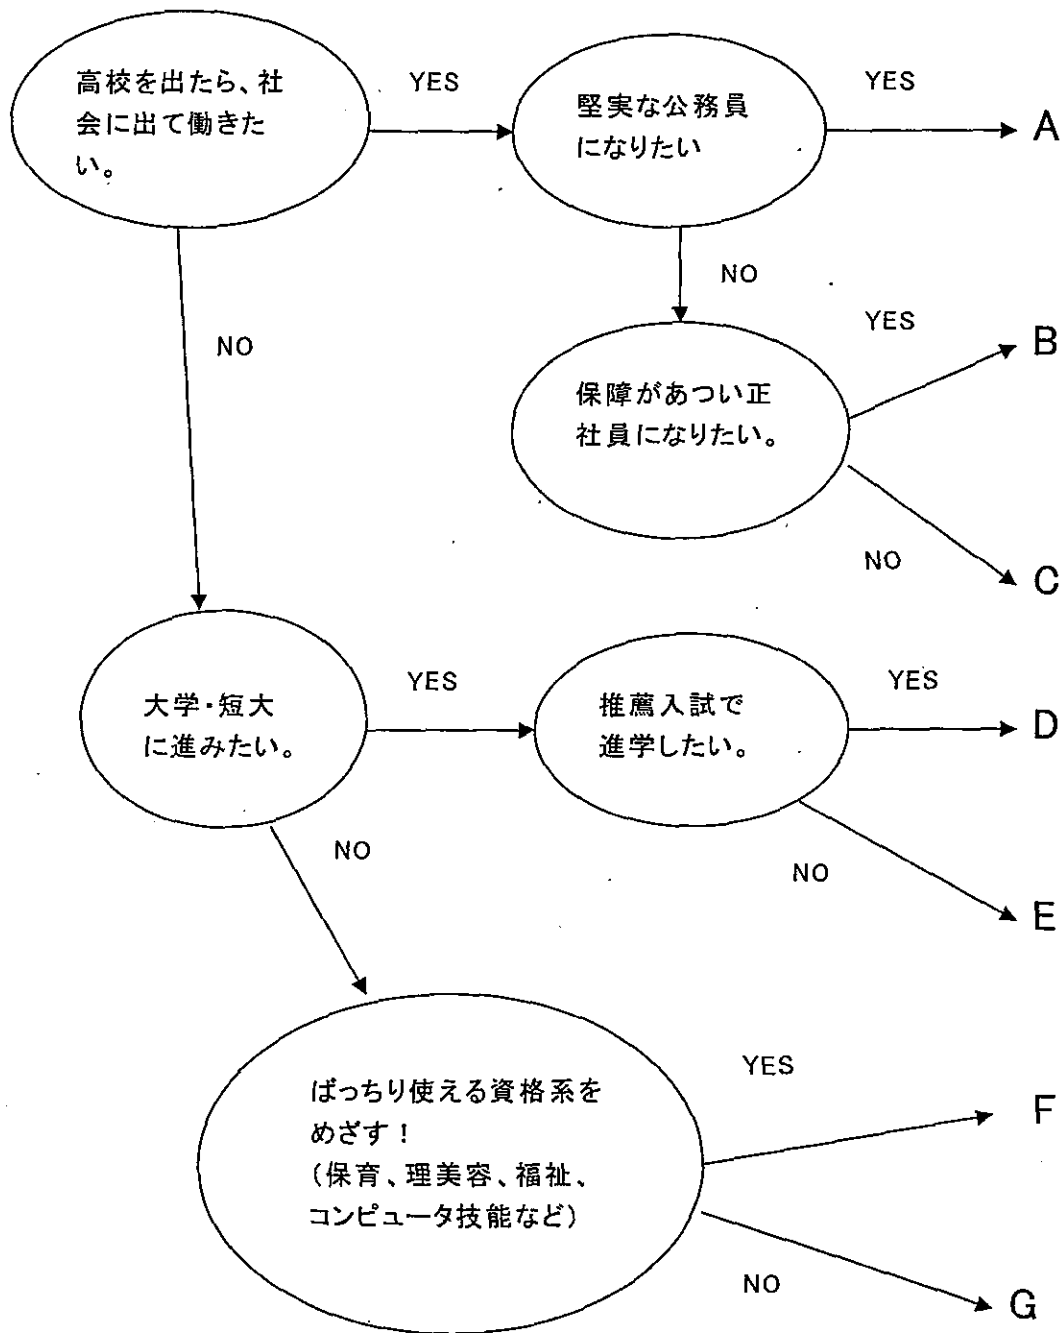 高校を出たら、社
会に出て働きた
い。
YES
堅実な公務員
になりたい
YES
A
NO
NO
保障があつい正
社員になりたい。
YES
B
NO
C
大学・短大
に進みたい。
YES
推薦入試で
進学したい。
YES
D
NO
E
NO
ばっちり使える資格系を
めざす！
（保育、理美容、福祉、
コンピュータ技能など）
YES
F
NO
G